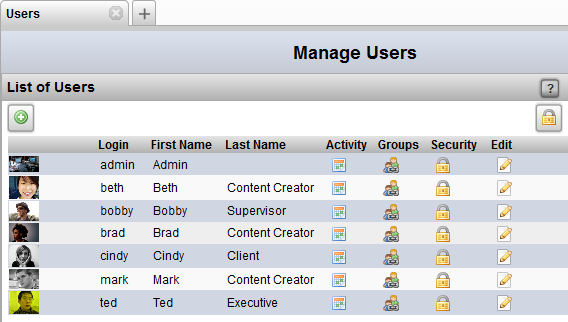 Users
Manage Users
List of Users ?
Login First Name Last Name Activity Groups Security Edit
admin Admin
beth Beth Content Creator
bobby Bobby Supervisor
brad Brad Creator
cindy Cindy Client
mark Mark Content Creator
ted Ted Executive